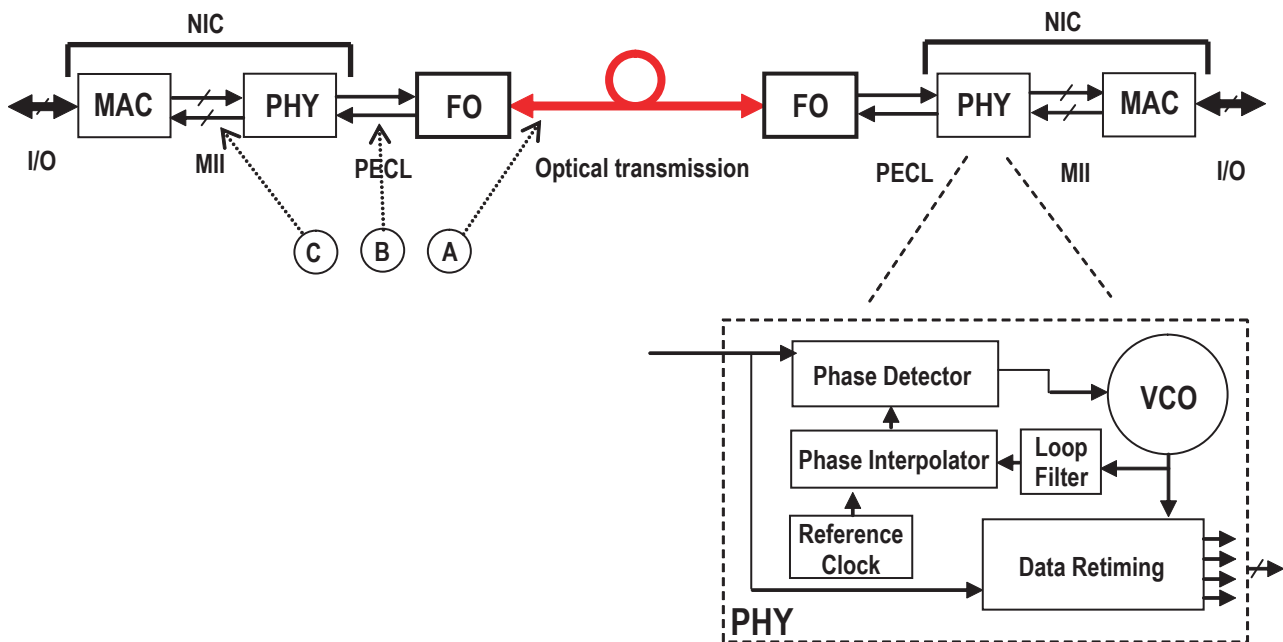 NIC
NIC
MAC
PHY
FO
FO
PHY
MAC
I/O
MII
PECL
Optical transmission
PECL
MII
I/O
C
B
A
Phase Detector
VCO
Phase Interpolator
Loop
Filter
Reference
Clock
Data Retiming
PHY